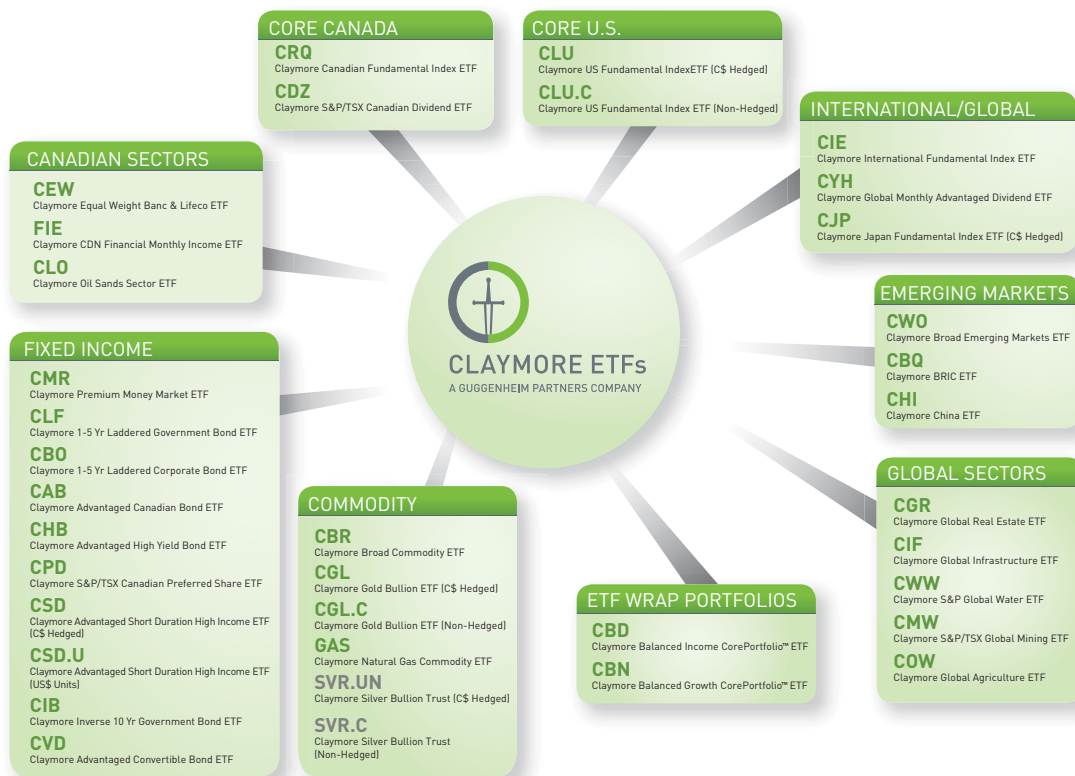 CORE CANADA
CRQ
Claymore Canadian Fundamental Index ETF
CDZ
Claymore S&P/TSX Canadian Dividend ETF
CORE U.S.
CLU
Claymore US Fundamental IndexETF (C$ Hedged)
CLU.C
Claymore US Fundamental Index ETF (Non-Hedged)
INTERNATIONAL/GLOBAL
CIE
Claymore International Fundamental Index ETF
CYH
Claymore Global Monthly Advantaged Dividend ETF
CJP
Claymore Japan Fundamental Index ETF (C$ Hedged)
CANADIAN SECTORS
CEW
Claymore Equal Weight Banc & Lifeco ETF
FIE
Claymore CDN Financial Monthly Income ETF
CLO
Claymore Oil Sands Sector ETF
CLAYMORE ETFs
A GUGGENHEIM PARTNERS COMPANY
EMERGING MARKETS
CWO
Claymore Broad Emerging Markets ETF
CBQ
Claymore BRIC ETF
CHI
Claymore China ETF
FIXED INCOME
CMR
Claymore Premium Money Market ETF
CLF
Claymore 1-5 Yr Laddered Government Bond ETF
CBO
Claymore 1-5 Yr Laddered Corporate Bond ETF
CAB
Claymore Advantaged Canadian Bond ETF
CHB
Claymore Advantaged High Yield Bond ETF
CPD
Claymore S&P/TSX Canadian Preferred Share ETF
CSD
Claymore Advantaged Short Duration High Income ETF
(C$ Hedged)
CSD.U
Claymore Advantaged Short Duration High Income ETF
(US$ Units)
CIB
Claymore Inverse 10 Yr Government Bond ETF
CVD
Claymore Advantaged Convertible Bond ETF
COMMODITY
CBR
Claymore Broad Commodity ETF
CGL
Claymore Gold Bullion ETF (C$ Hedged)
CGL.C
Claymore Gold Bullion ETF (Non-Hedged)
GAS
Claymore Natural Gas Commodity ETF
SVR.UN
Claymore Silver Bullion Trust (C$ Hedged)
SVR.C
Claymore Silver Bullion Trust
(Non-Hedged)
ETF WRAP PORTFOLIOS
CBD
Claymore Balanced Income CorePortfolio™ ETF
CBN
Claymore Balanced Growth CorePortfolio™ ETF
GLOBAL SECTORS
CGR
Claymore Global Real Estate ETF
CIF
Claymore Global Infrastructure ETF
CWW
Claymore S&P Global Water ETF
CMW
Claymore S&P/TSX Global Mining ETF
COW
Claymore Global Agriculture ETF